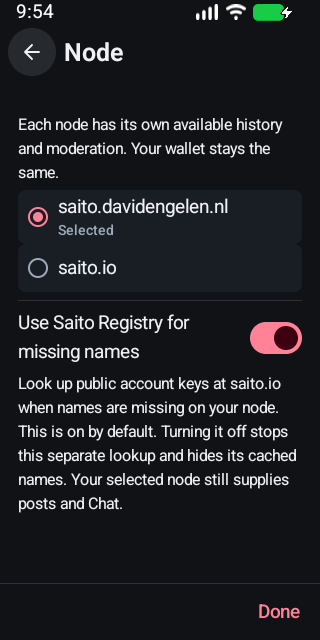 9:54
Node
Each node has its own available history
and moderation. Your wallet stays the
same.
saito.davidengelen.nl
Selected
saito.io
Use Saito Registry for
missing names
Look up public account keys at saito.io
when names are missing on your node.
This is on by default. Turning it off stops
this separate lookup and hides its cached
names. Your selected node still supplies
posts and Chat.
Done